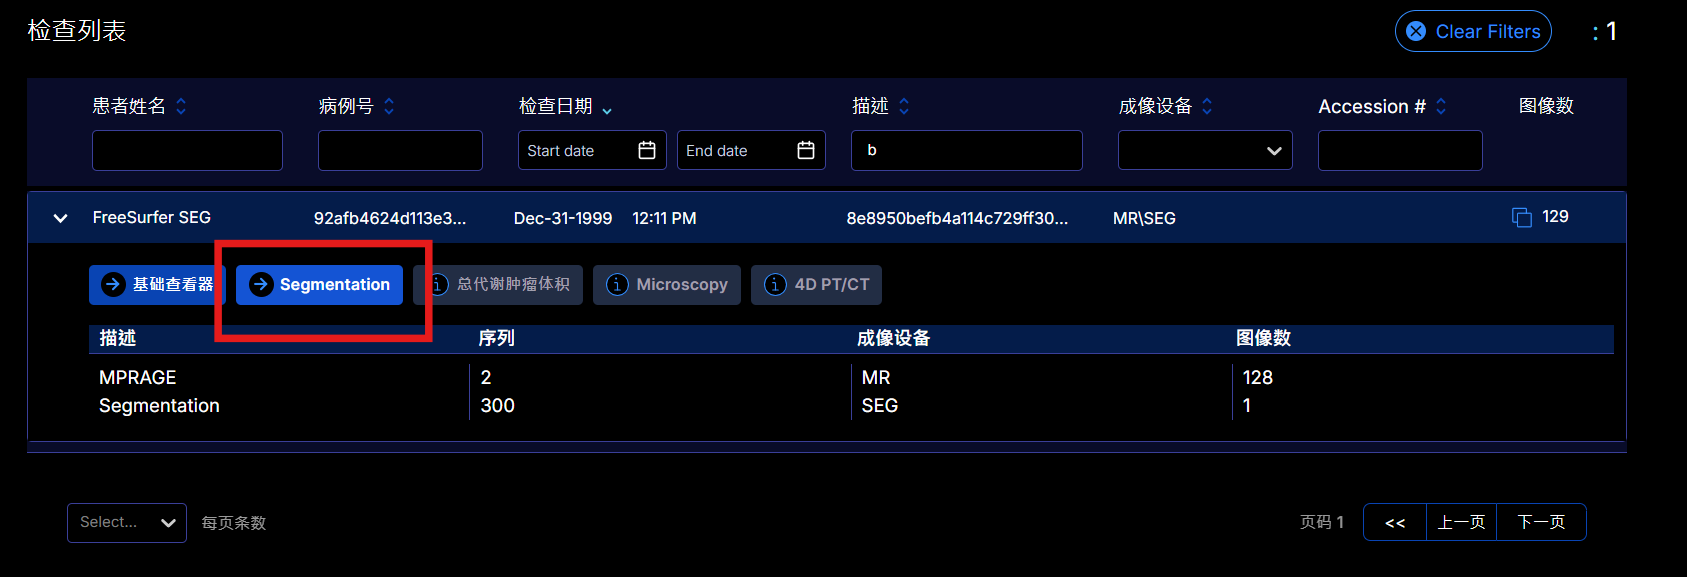 检查列表
Clear Filters
: 1
患者姓名 病例号 检查日期 描述 成像设备 Accession # 图像数
Start date End date b
FreeSurfer SEG 92afb4624d113e3... Dec-31-1999 12:11 PM 8e8950befb4a114c729ff30... MR\SEG 129
基础查看器 Segmentation 总代谢肿瘤体积 Microscopy 4D PT/CT
描述 序列 成像设备 图像数
MPRAGE 2 MR 128
Segmentation 300 SEG 1
Select... 每页条数 页码 1 << 上一页 下一页